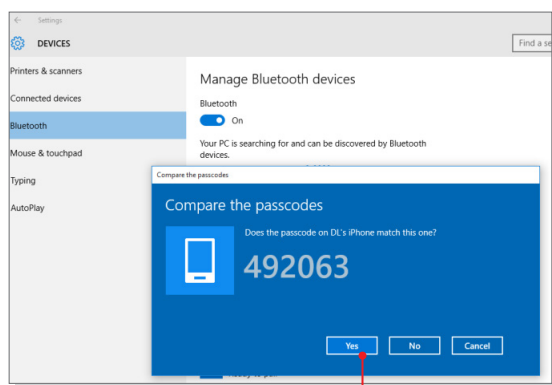 Settings
DEVICES
Find a se
Printers & scanners
Connected devices
Bluetooth
Mouse & touchpad
Typing
AutoPlay
Manage Bluetooth devices
Bluetooth
On
Your PC is searching for and can be discovered by Bluetooth
devices.
Compare the passcodes
Compare the passcodes
Does the passcode on DL's iPhone match this one?
492063
Yes No Cancel